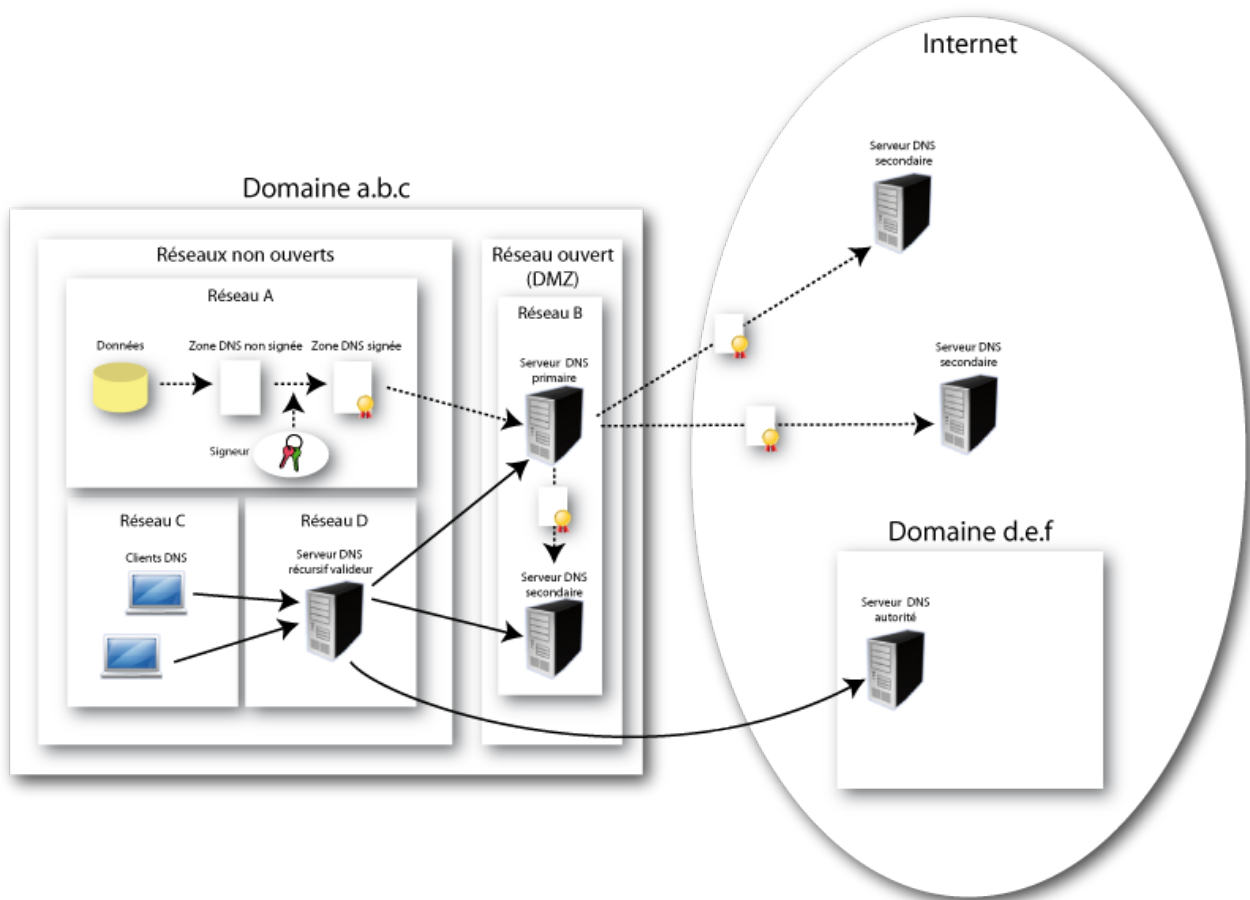 Internet
Serveur DNS
secondaire
Domaine a.b.c
Réseaux non ouverts
Réseau ouvert
(DMZ)
Réseau A
Réseau B
Données
Zone DNS non signée
Zone DNS signée
Signeur
Serveur DNS
primaire
Serveur DNS
secondaire
Réseau C
Clients DNS
Réseau D
Serveur DNS
récursif valideur
Serveur DNS
secondaire
Domaine d.e.f
Serveur DNS
autorité